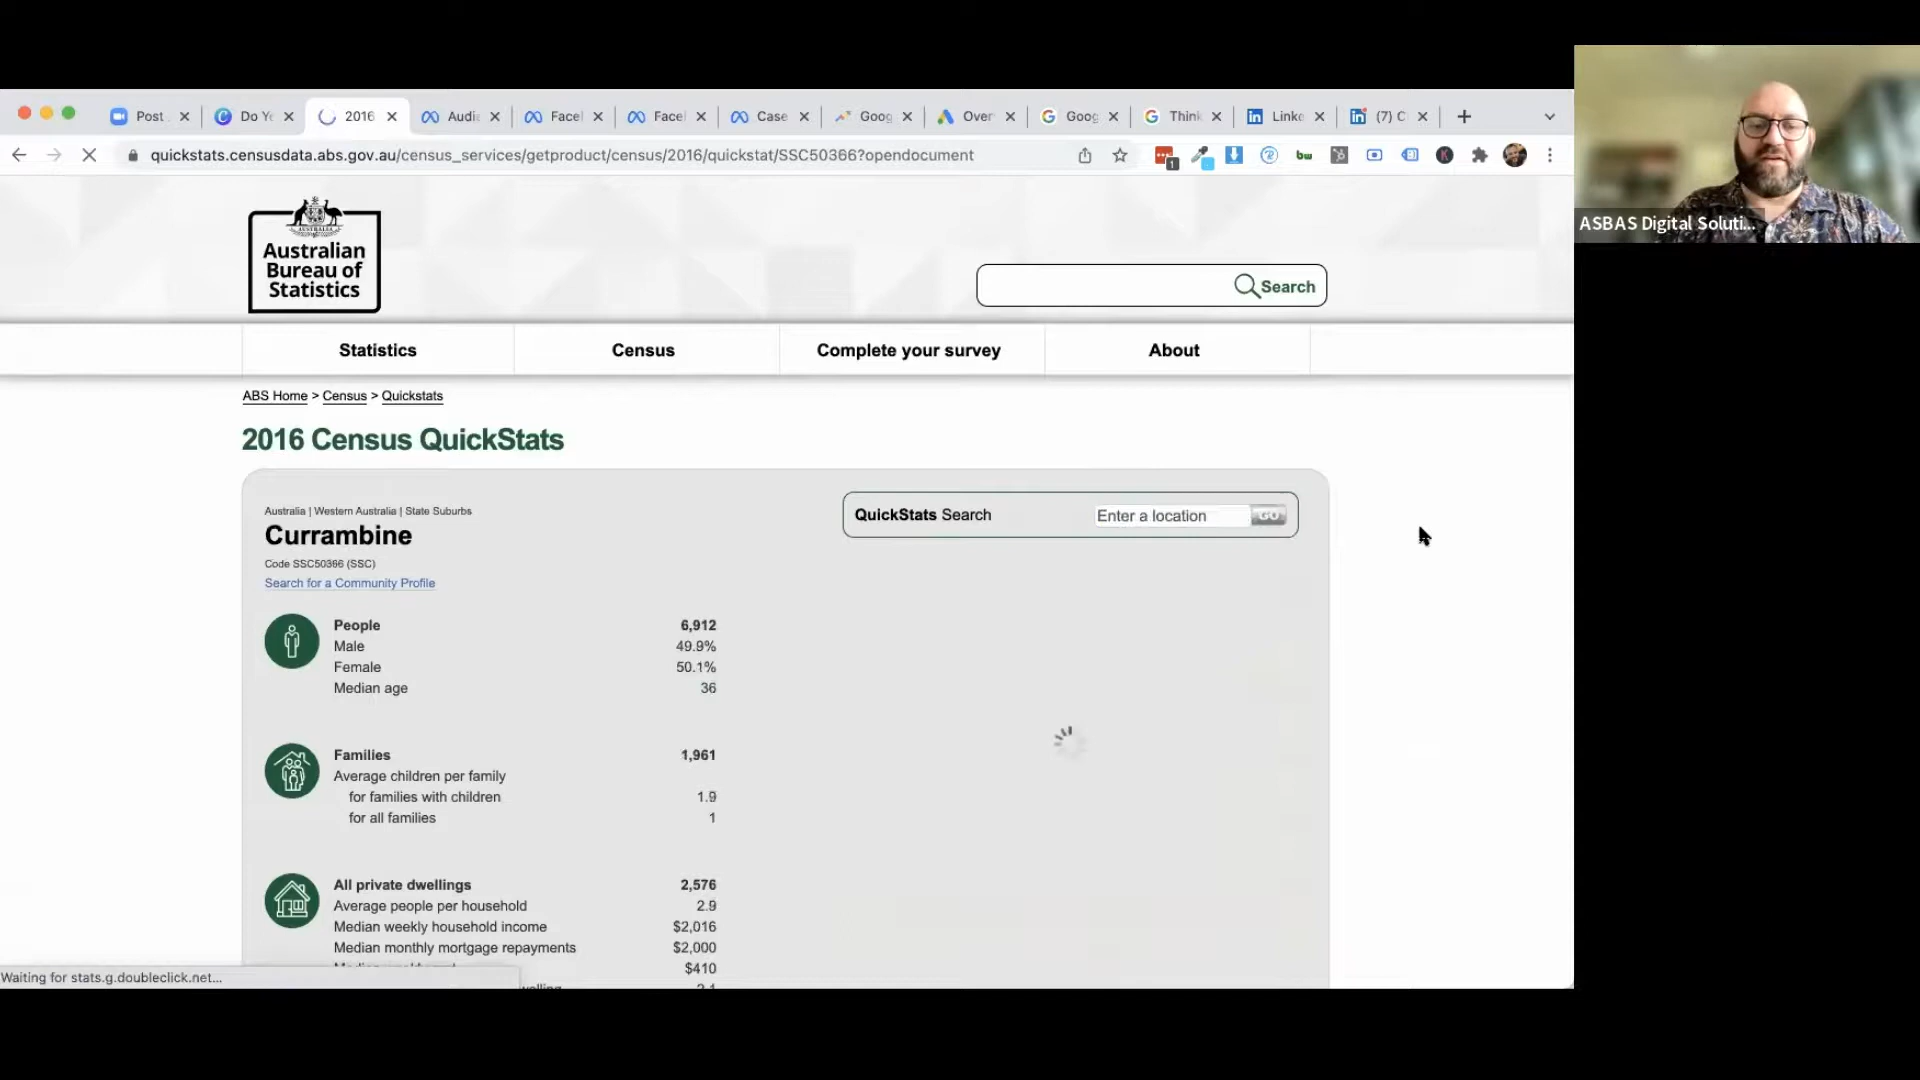 Post
Do Y
2016
Audi
Face
Face
Case
Goog
Over
Goog
Think
Linke
(7) C
quickstats.censusdata.abs.gov.au/census_services/getproduct/census/2016/quickstat/SSC50366?opendocument
1
bw
K
ASBAS Digital Soluti...
AUSTRALIA
Australian
Bureau of
Statistics
Search
Statistics
Census
Complete your survey
About
ABS Home > Census > Quickstats
2016 Census QuickStats
Australia | Western Australia | State Suburbs
Currambine
Code SSC50366 (SSC)
Search for a Community Profile
QuickStats Search
Enter a location
GO
People 6,912
Male 49.9%
Female 50.1%
Median age 36
Families 1,961
Average children per family
for families with children 1.9
for all families 1
All private dwellings 2,576
Average people per household 2.9
Median weekly household income $2,016
Median monthly mortgage repayments $2,000
$410
Waiting for stats.g.doubleclick.net...